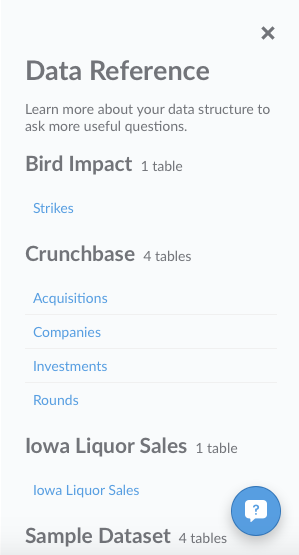 Data Reference
Learn more about your data structure to
ask more useful questions.
Bird Impact 1 table
Strikes
Crunchbase 4 tables
Acquisitions
Companies
Investments
Rounds
Iowa Liquor Sales 1 table
Iowa Liquor Sales
?
Sample Dataset 4 tables